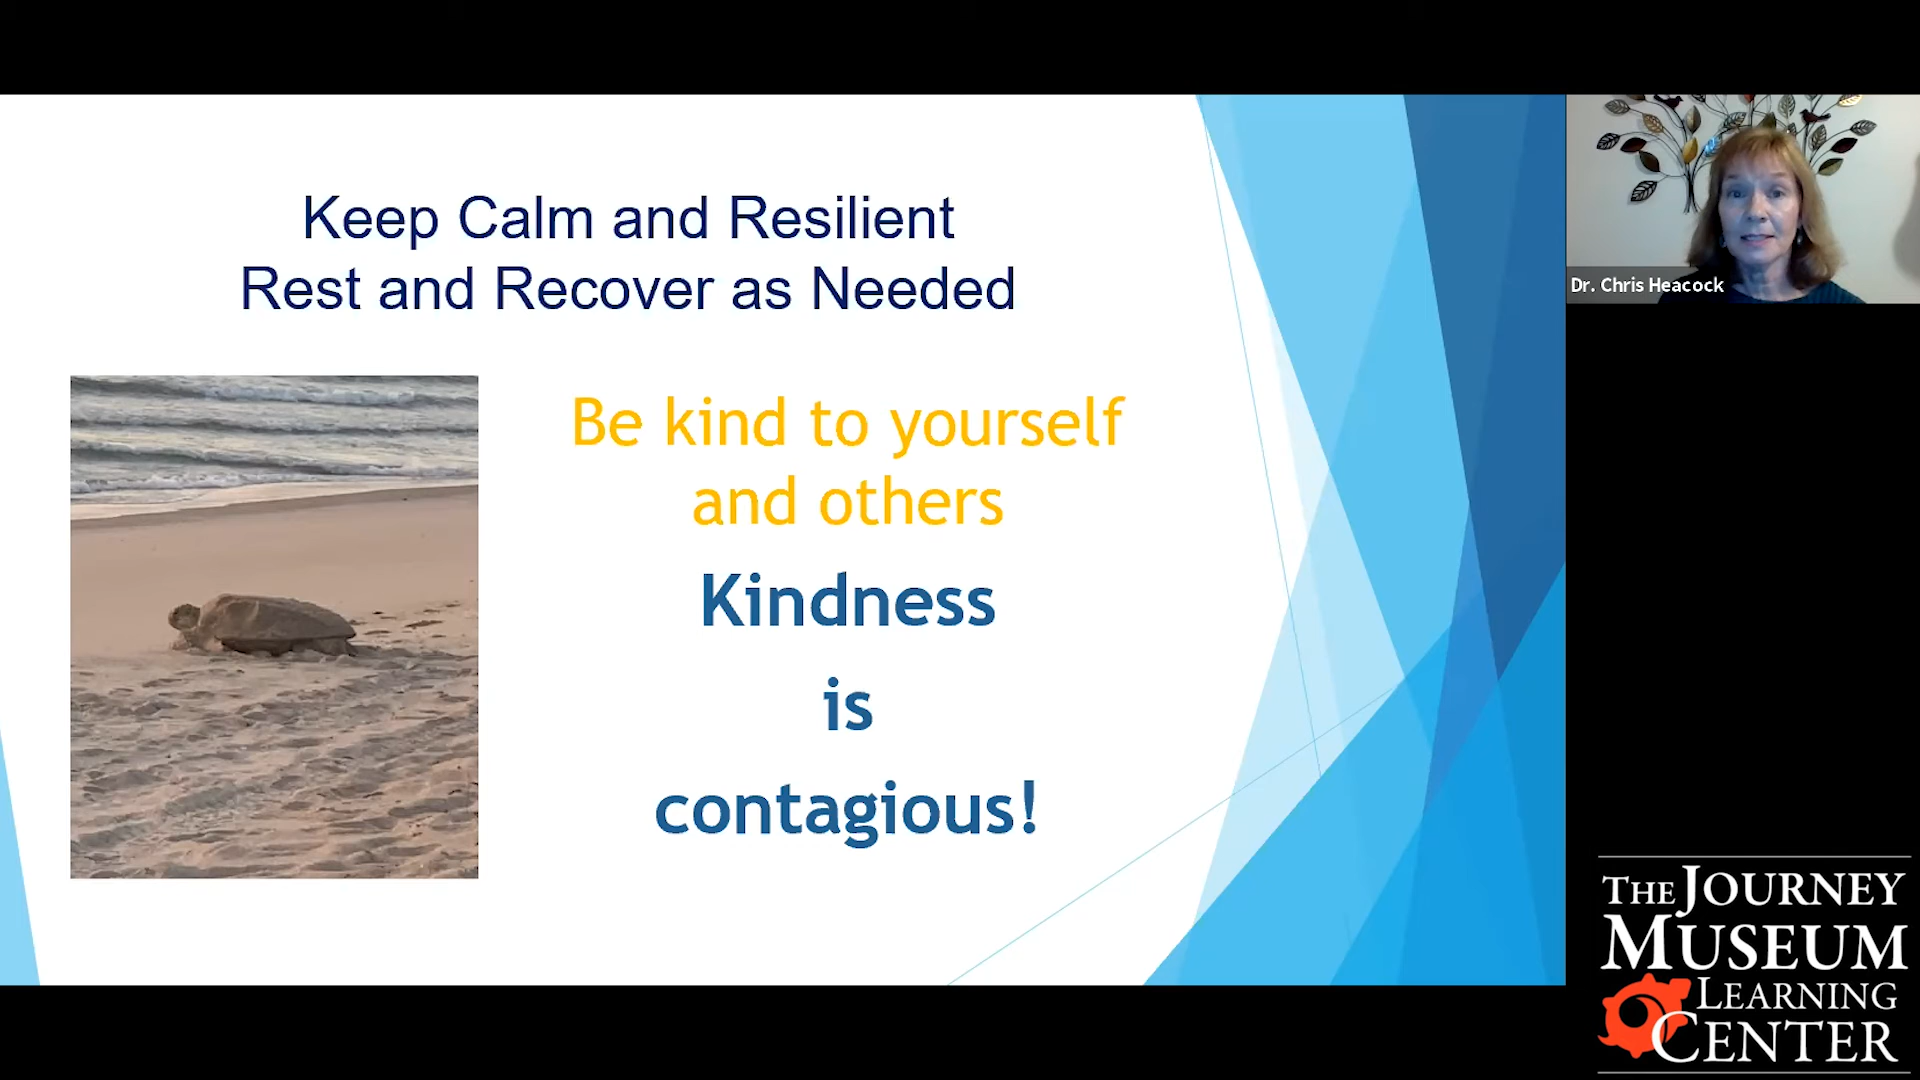 Keep Calm and Resilient
Rest and Recover as Needed
Be kind to yourself
and others
Kindness
is
contagious!
Dr. Chris Heacock
THE JOURNEY
MUSEUM
LEARNING
CENTER